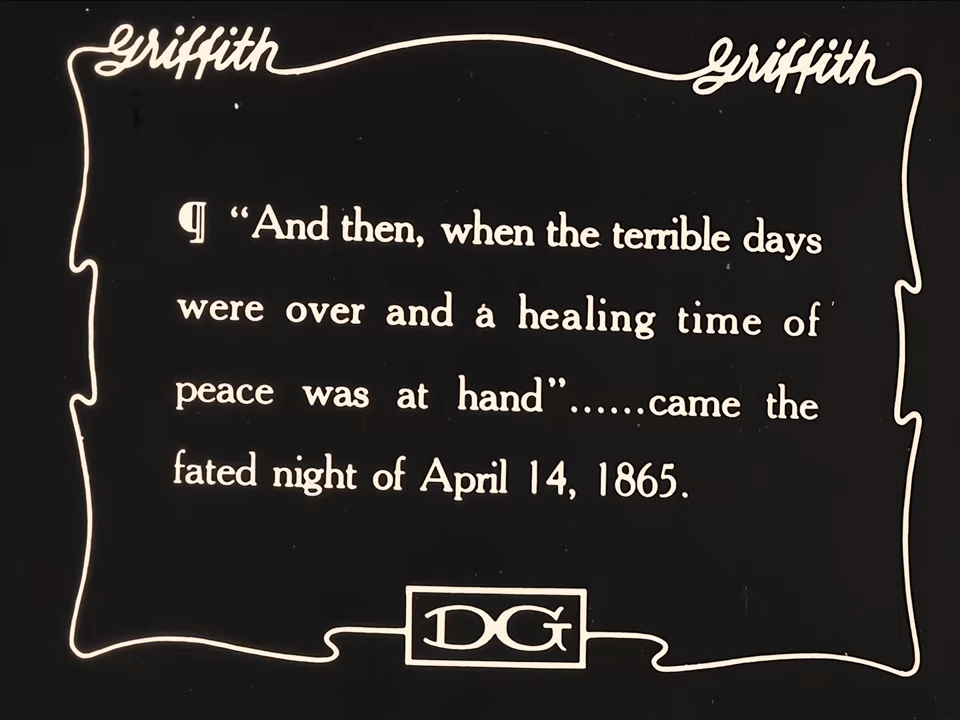 Griffith Griffith
¶ “And then, when the terrible days
were over and a healing time of
peace was at hand”......came the
fated night of April 14, 1865.
DG